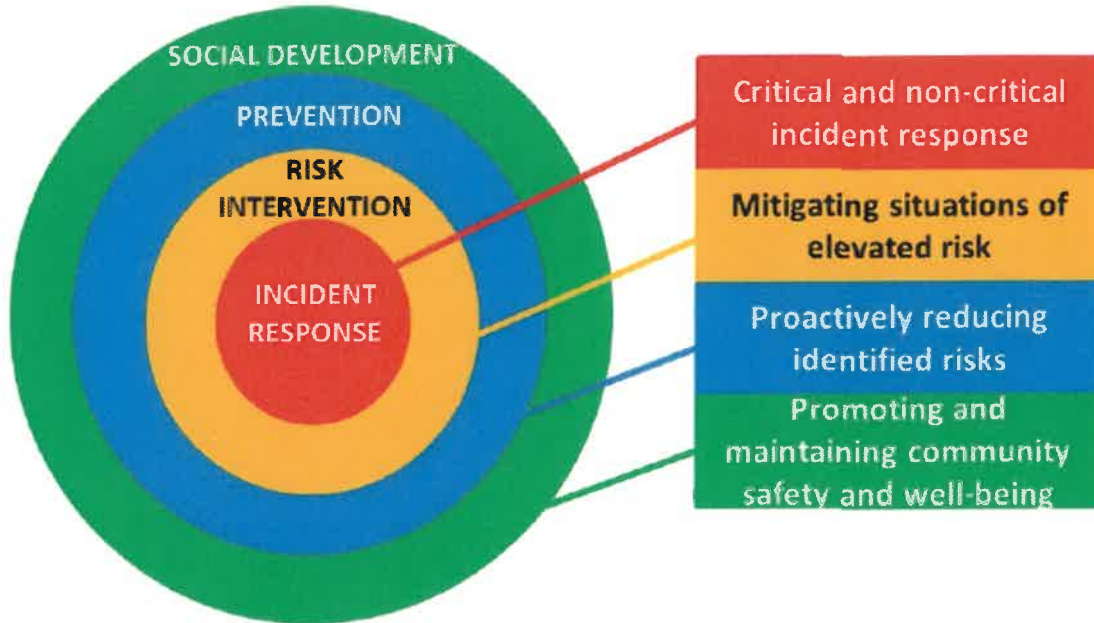 SOCIAL DEVELOPMENT
PREVENTION
RISK
INTERVENTION
INCIDENT
RESPONSE
Critical and non-critical
incident response
Mitigating situations of
elevated risk
Proactively reducing
identified risks
Promoting and
maintaining community
safety and well-being